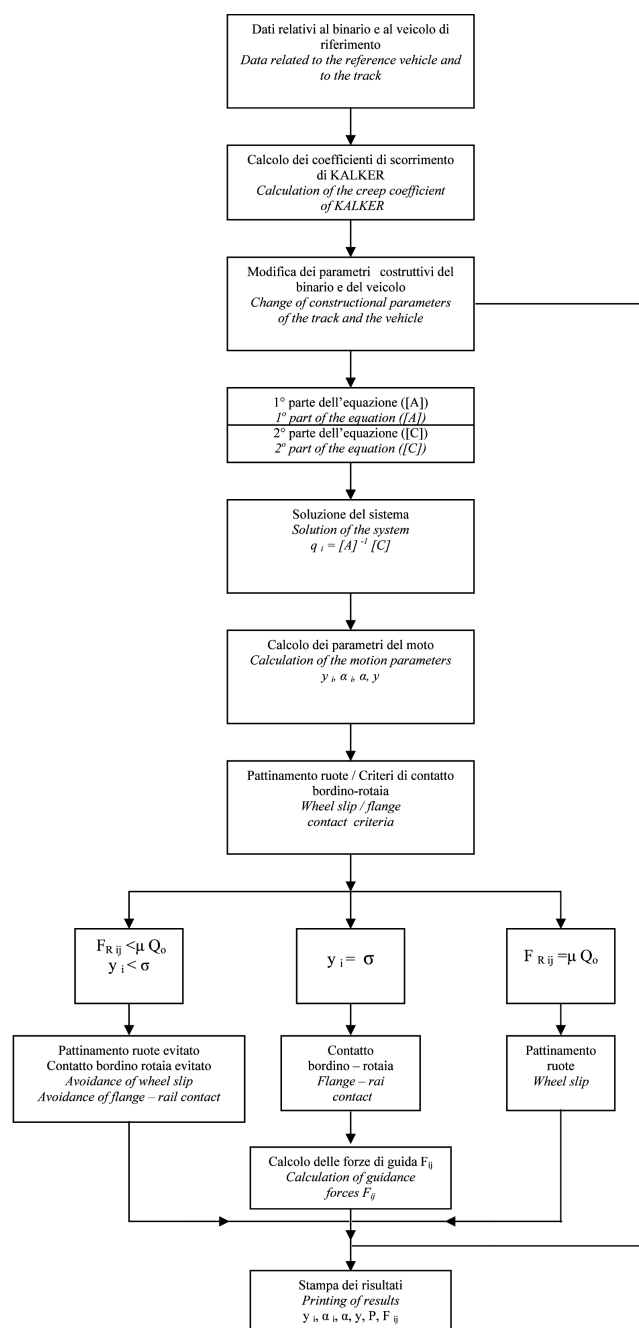 Dati relativi al binario e al veicolo di
riferimento
Data related to the reference vehicle and
to the track
Calcolo dei coefficienti di scorrimento
di KALKER
Calculation of the creep coefficient
of KALKER
Modifica dei parametri costruttivi del
binario e del veicolo
Change of constructional parameters
of the track and the vehicle
1° parte dell'equazione ([A])
1° part of the equation ([A])
2° parte dell'equazione ([C])
2° part of the equation ([C])
Soluzione del sistema
Solution of the system
q i = [A] -1 [C]
Calcolo dei parametri del moto
Calculation of the motion parameters
y i, α i, α, y
Pattinamento ruote / Criteri di contatto
bordino-rotaia
Wheel slip / flange
contact criteria
F R ij <μ Qo
y i < σ
y i = σ
F R ij =μ Qo
Pattinamento ruote evitato
Contatto bordino rotaia evitato
Avoidance of wheel slip
Avoidance of flange – rail contact
Contatto
bordino – rotaia
Flange – rai
contact
Pattinamento
ruote
Wheel slip
Calcolo delle forze di guida Fij
Calculation of guidance
forces Fij
Stampa dei risultati
Printing of results
y i, α i, α, y, P, F ij